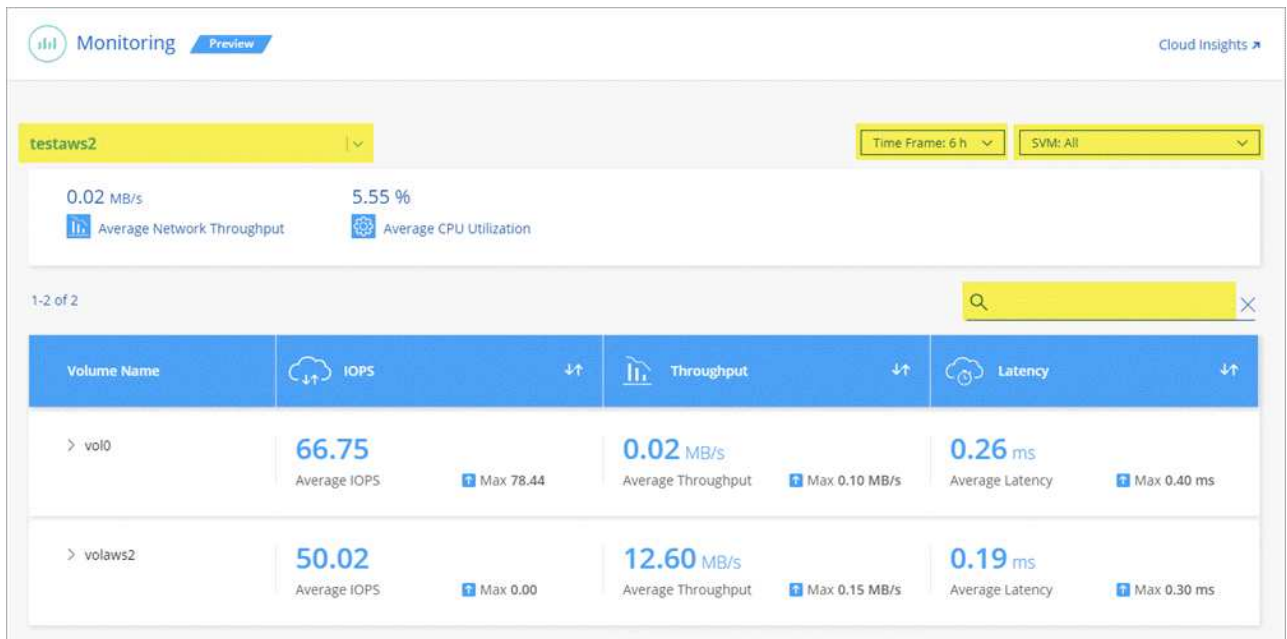 Monitoring Preview Cloud Insights
testaws2 Time Frame: 6 h SVM: All
0.02 MB/s 5.55 %
Average Network Throughput Average CPU Utilization
1-2 of 2
Volume Name IOPS Throughput Latency
vol0 66.75 0.02 MB/s 0.26 ms
Average IOPS Max 78.44 Average Throughput Max 0.10 MB/s Average Latency Max 0.40 ms
volaws2 50.02 12.60 MB/s 0.19 ms
Average IOPS Max 0.00 Average Throughput Max 0.15 MB/s Average Latency Max 0.30 ms